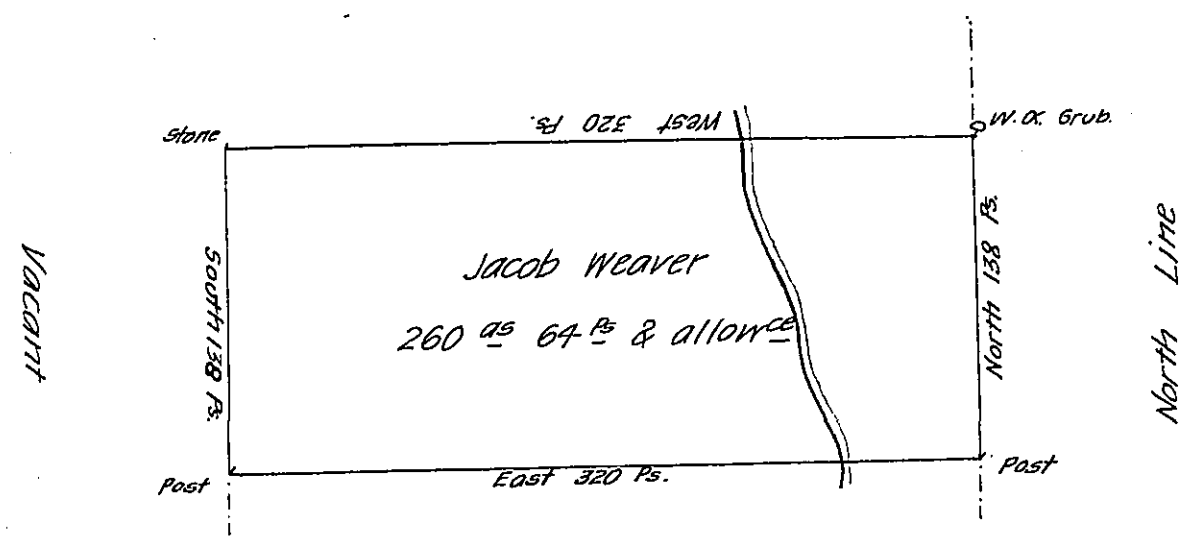 Stone
West 320 Ps.
W.O. Grub.
Vacant
South 138 Ps.
Jacob Weaver
260 as 64 Ps & allowce
North 138 Ps.
North Line
Post
East 320 Ps.
Post